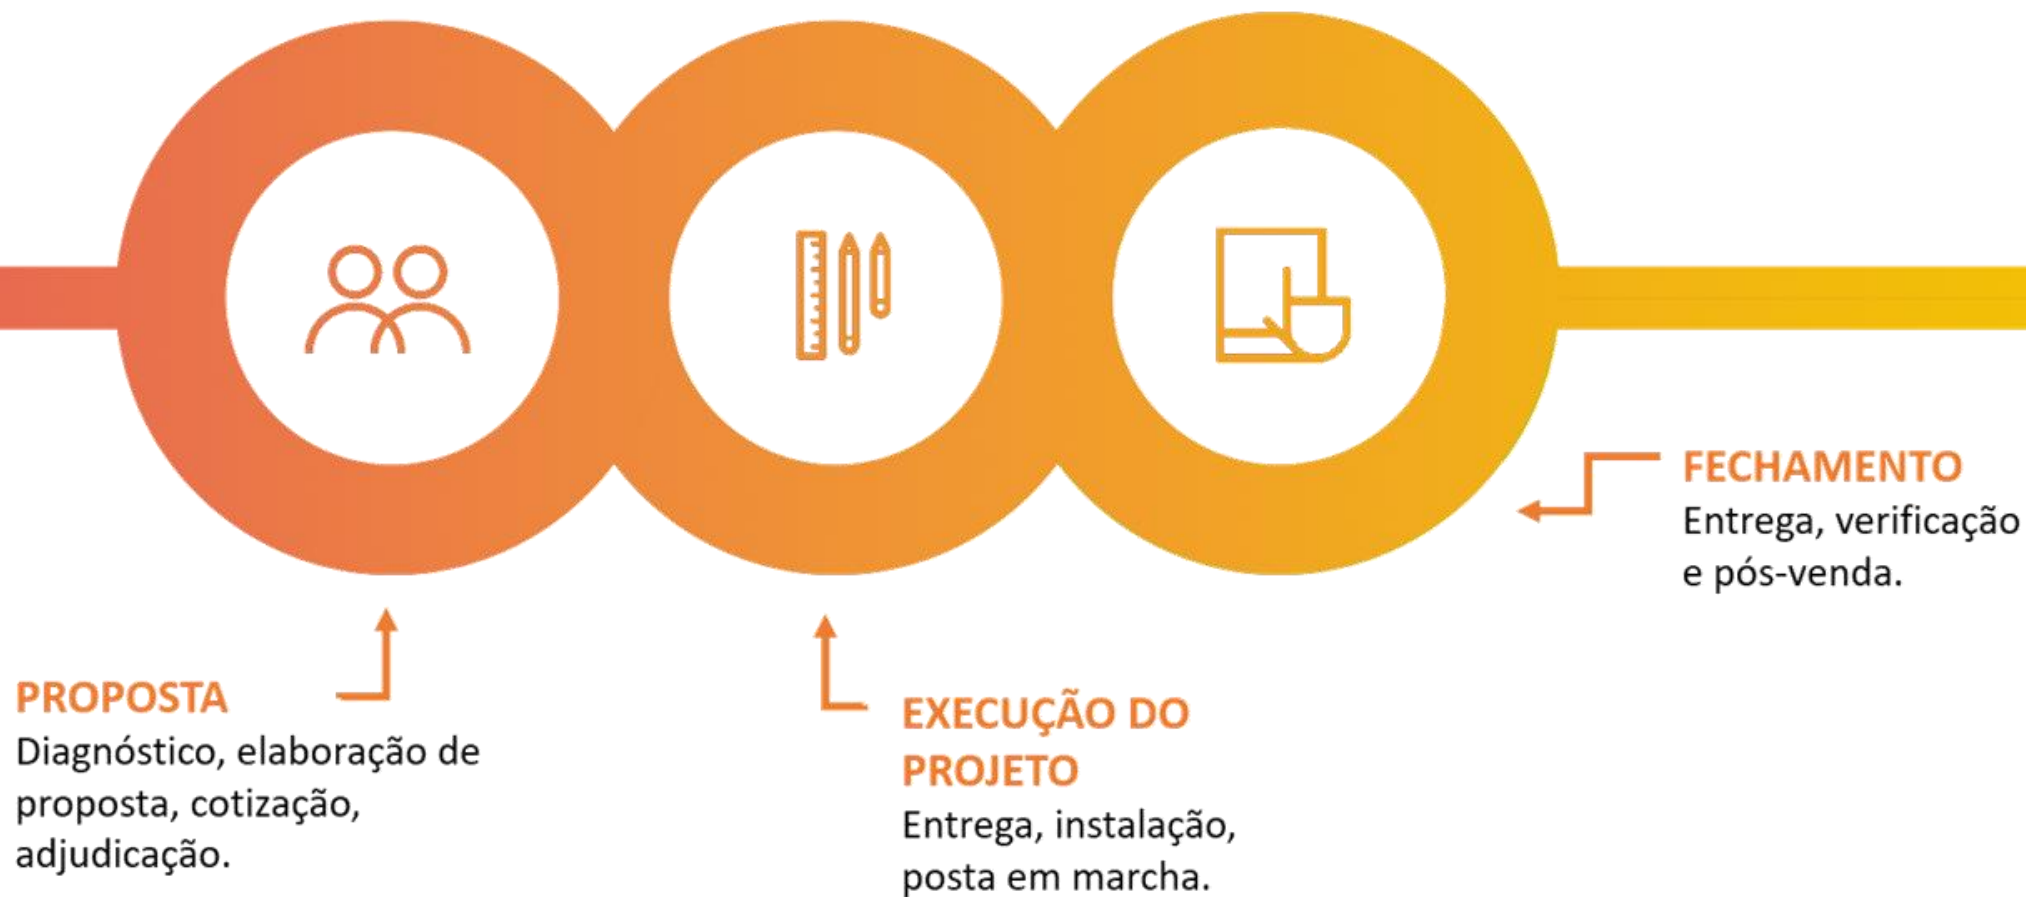 PROPOSTA
Diagnóstico, elaboração de
proposta, cotização,
adjudicação.
EXECUÇÃO DO
PROJETO
Entrega, instalação,
posta em marcha.
FECHAMENTO
Entrega, verificação
e pós-venda.